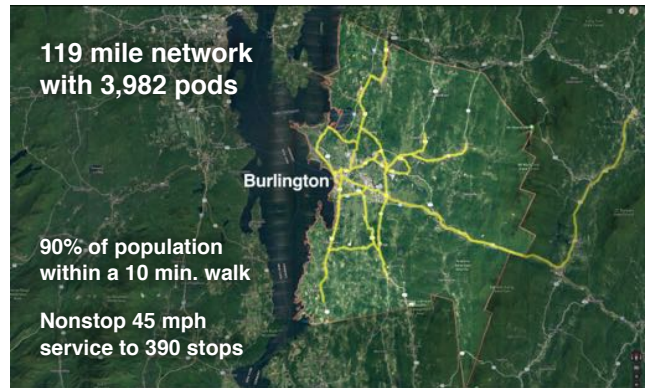 119 mile network
with 3,982 pods
Burlington
90% of population
within a 10 min. walk
Nonstop 45 mph
service to 390 stops